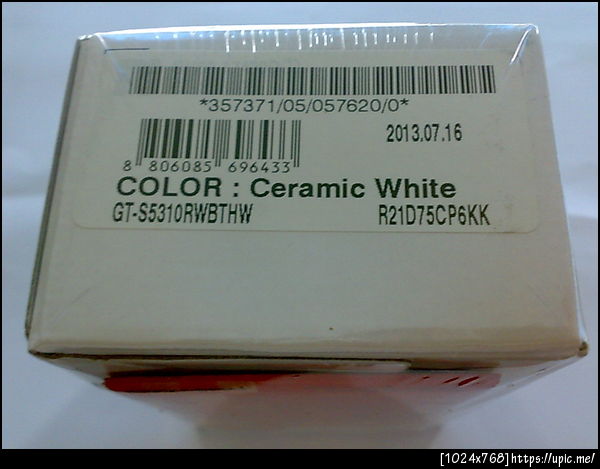 *357371/05/057620/0*
2013.07.16
8 806085 696433
COLOR : Ceramic White
GT-S5310RWBTHW R21D75CP6KK
[1024x768]https://upic.me/